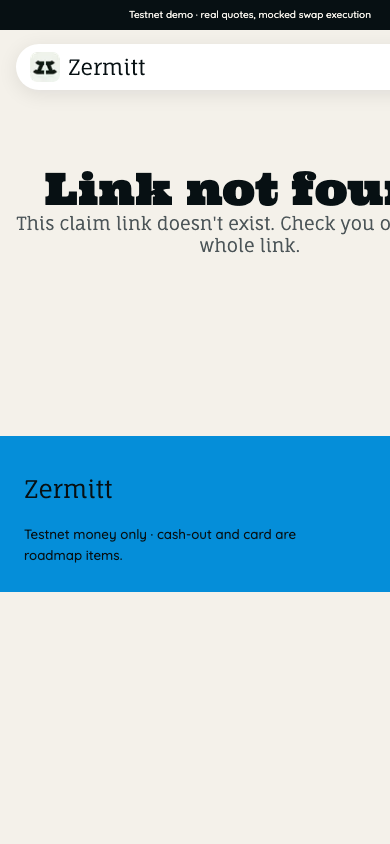 Testnet demo · real quotes, mocked swap execution
Zermitt
Link not
This claim link doesn't exist. Check you
whole link.
Zermitt
Testnet money only · cash-out and card are
roadmap items.